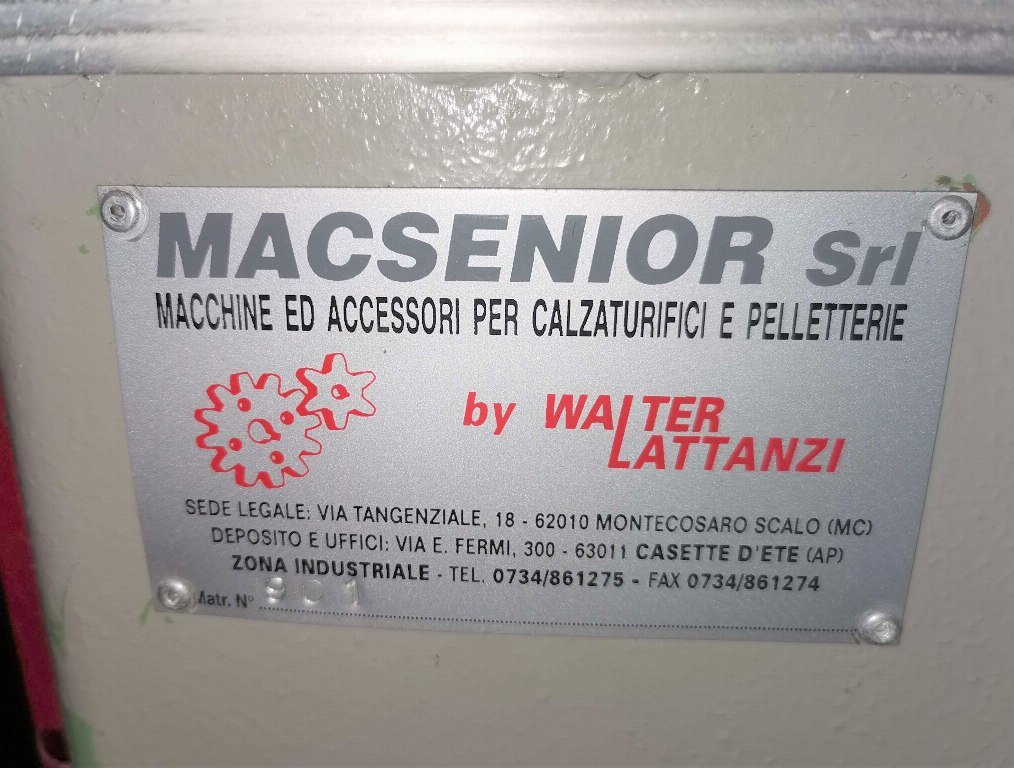 MACSENIOR Srl
MACCHINE ED ACCESSORI PER CALZATURIFICI E PELLETTERIE
by WALTER
LATTANZI
SEDE LEGALE: VIA TANGENZIALE, 18 - 62010 MONTECOSARO SCALO (MC)
DEPOSITO E UFFICI: VIA E. FERMI, 300 - 63011 CASETTE D'ETE (AP)
ZONA INDUSTRIALE - TEL. 0734/861275 - FAX 0734/861274
Matr. N° 901